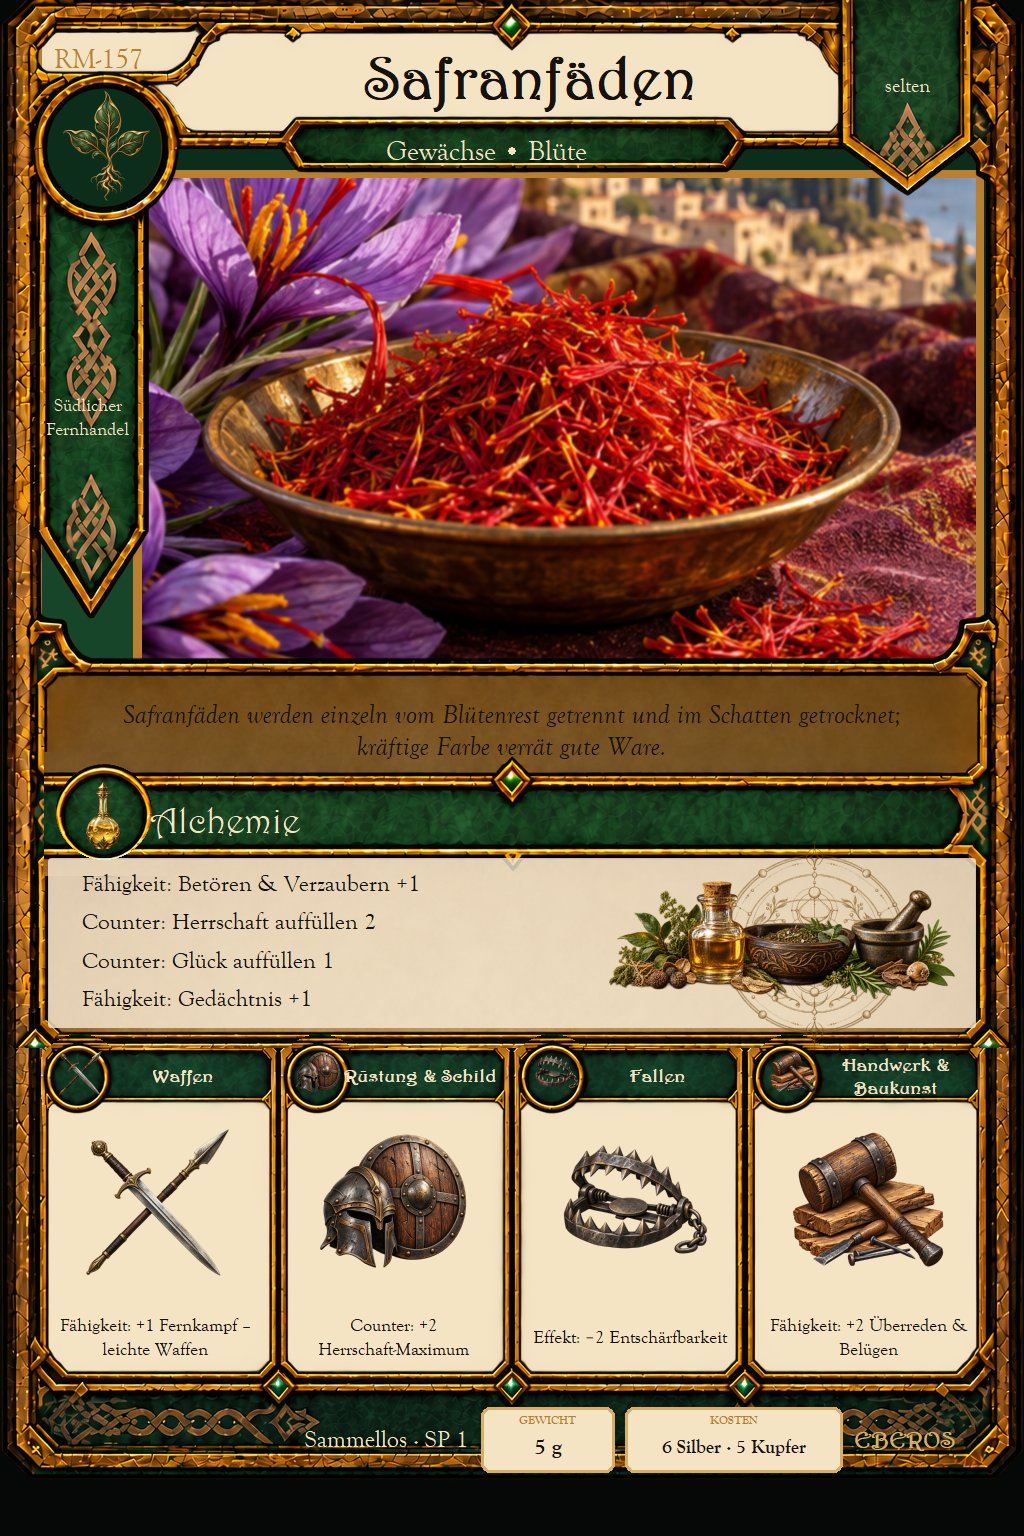 RM-157
Safranfäden
selten
Gewächse • Blüte
Südlicher
Fernhandel
Safranfäden werden einzeln vom Blütenrest getrennt und im Schatten getrocknet;
kräftige Farbe verrät gute Ware.
Alchemie
Fähigkeit: Betören & Verzaubern +1
Counter: Herrschaft auffüllen 2
Counter: Glück auffüllen 1
Fähigkeit: Gedächtnis +1
Waffen
Rüstung & Schild
Fallen
Handwerk &
Baukunst
Fähigkeit: +1 Fernkampf –
leichte Waffen
Counter: +2
Herrschaft-Maximum
Effekt: −2 Entschärfbarkeit
Fähigkeit: +2 Überreden &
Belügen
Sammellos · SP 1
GEWICHT
5 g
KOSTEN
6 Silber · 5 Kupfer
EBEROS